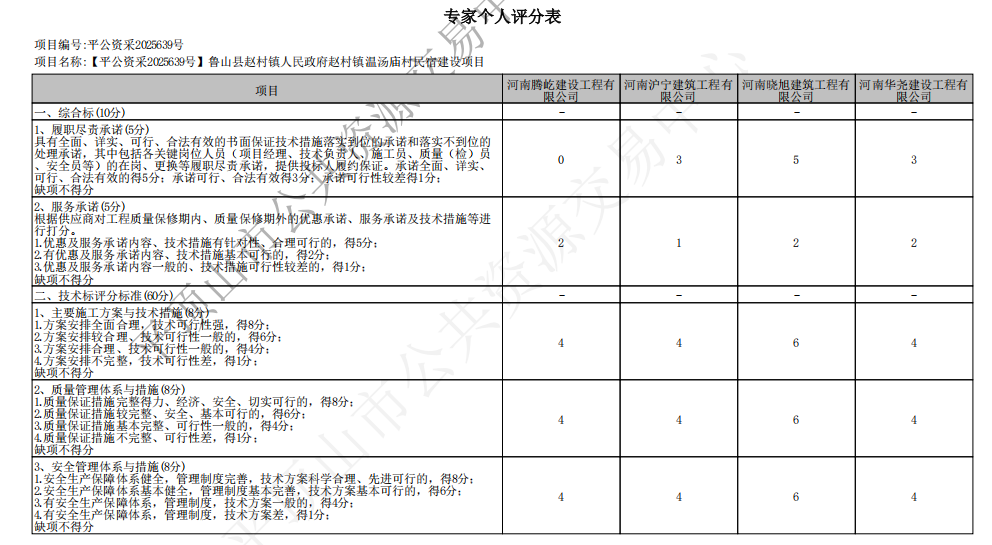 专家个人评分表
项目编号:平公资采2025639号
项目名称:【平公资采2025639号】鲁山县赵村镇人民政府赵村镇温汤庙村民宿建设项目
项目 河南腾屹建设工程有限公司 河南沪宁建筑工程有限公司 河南晓旭建筑工程有限公司 河南华尧建设工程有限公司
一、综合标(10分) - - - -
1、履职尽责承诺(5分)
具有全面、详实、可行、合法有效的书面保证技术措施落实到位的承诺和落实不到位的
处理承诺，其中包括各关键岗位人员（项目经理、技术负责人、施工员、质量（检）员
、安全员等）的在岗、更换等履职尽责承诺，提供投标人履约保证。承诺全面、详实、
可行、合法有效的得5分；承诺可行、合法有效得3分；承诺可行性较差得1分；
缺项不得分
0 3 5 3
2、服务承诺(5分)
根据供应商对工程质量保修期内、质量保修期外的优惠承诺、服务承诺及技术措施等进
行打分。
1.优惠及服务承诺内容、技术措施有针对性、合理可行的，得5分；
2.有优惠及服务承诺内容、技术措施基本可行的，得2分；
3.优惠及服务承诺内容一般的、技术措施可行性较差的，得1分；
缺项不得分
2 1 2 2
二、技术标评分标准(60分) - - - -
1、主要施工方案与技术措施(8分)
1.方案安排全面合理，技术可行性强，得8分；
2.方案安排较合理、技术可行性一般的，得6分；
3.方案安排合理、技术可行性一般的，得4分；
4.方案安排不完整，技术可行性差，得1分；
缺项不得分
4 4 6 4
2、质量管理体系与措施(8分)
1.质量保证措施完整得力、经济、安全、切实可行的，得8分；
2.质量保证措施较完整、安全、基本可行的，得6分；
3.质量保证措施基本完整、可行性一般的，得4分；
4.质量保证措施不完整、可行性差，得1分；
缺项不得分
4 4 6 4
3、安全管理体系与措施(8分)
1.安全生产保障体系健全，管理制度完善，技术方案科学合理、先进可行的，得8分；
2.安全生产保障体系基本健全，管理制度基本完善，技术方案基本可行的，得6分；
3.有安全生产保障体系，管理制度，技术方案一般的，得4分；
4.有安全生产保障体系，管理制度，技术方案差，得1分；
缺项不得分
4 4 6 4
平顶山市公共资源交易中
平顶山市公共资源交易中心